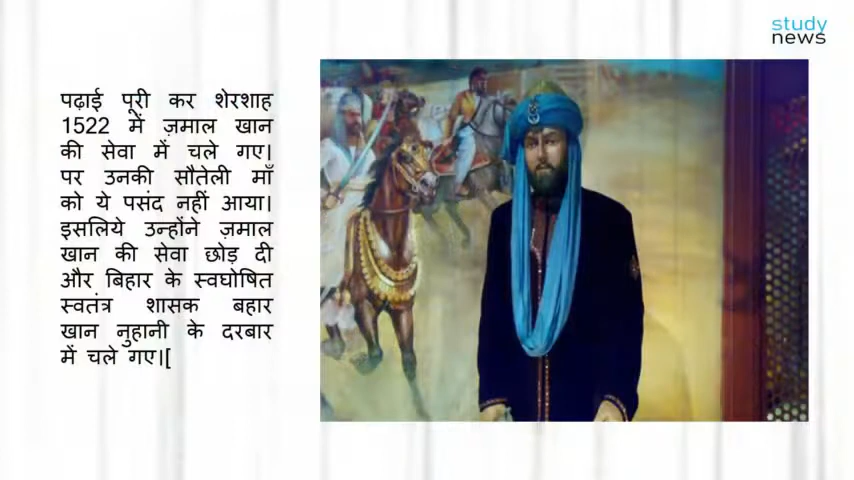 study
news
पढ़ाई पूरी कर शेरशाह
1522 में ज़माल खान
की सेवा में चले गए।
पर उनकी सौतेली माँ
को ये पसंद नहीं आया।
इसलिये उन्होंने ज़माल
खान की सेवा छोड़ दी
और बिहार के स्वघोषित
स्वतंत्र शासक बहार
खान नुहानी के दरबार
में चले गए।[